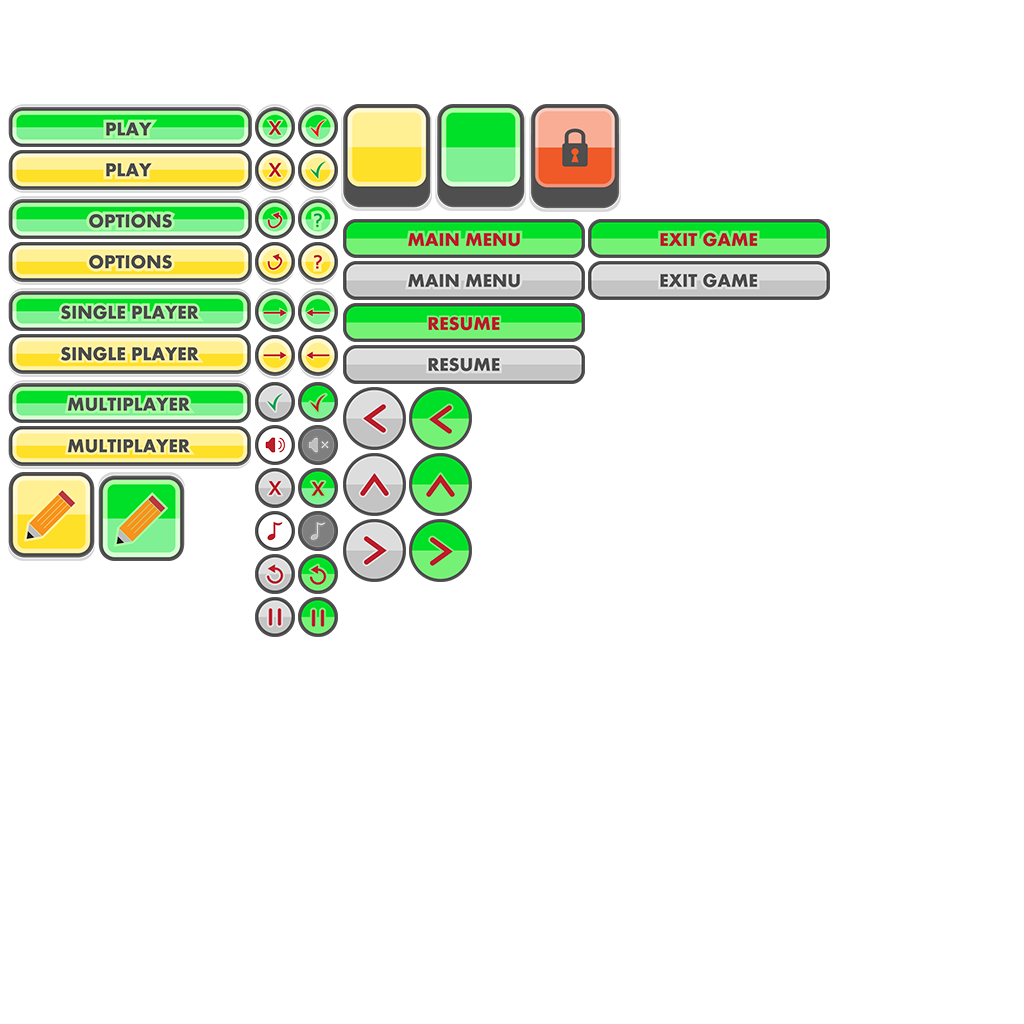 PLAY
PLAY
OPTIONS
?
OPTIONS
?
SINGLE PLAYER
SINGLE PLAYER
MULTIPLAYER
MULTIPLAYER
X
X
X
X
MAIN MENU
EXIT GAME
MAIN MENU
EXIT GAME
RESUME
RESUME